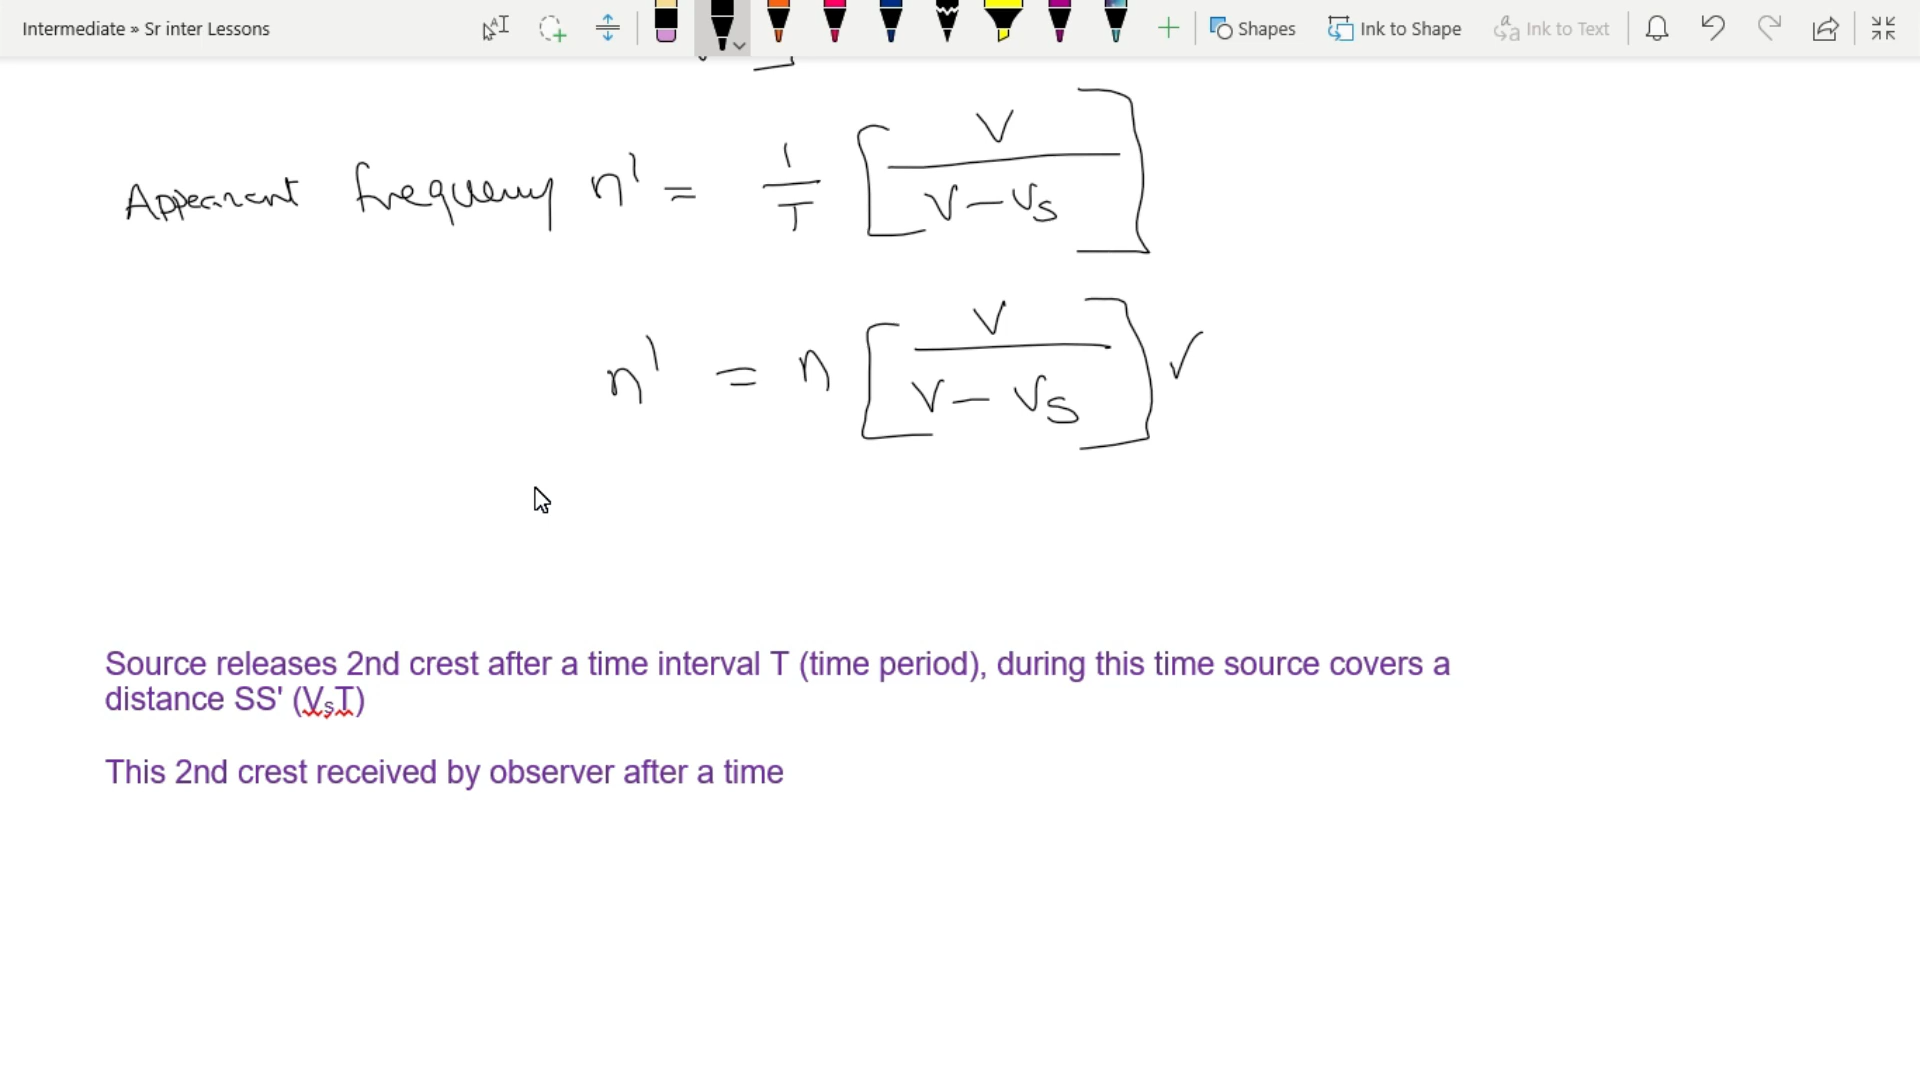 Intermediate » Sr inter Lessons
Shapes
Ink to Shape
Ink to Text
Appearent frequency n' = 1/T [V/(V-Vs)]
n' = n [V/(V-Vs)] ✓
Source releases 2nd crest after a time interval T (time period), during this time source covers a
distance SS' (VₛT)
This 2nd crest received by observer after a time